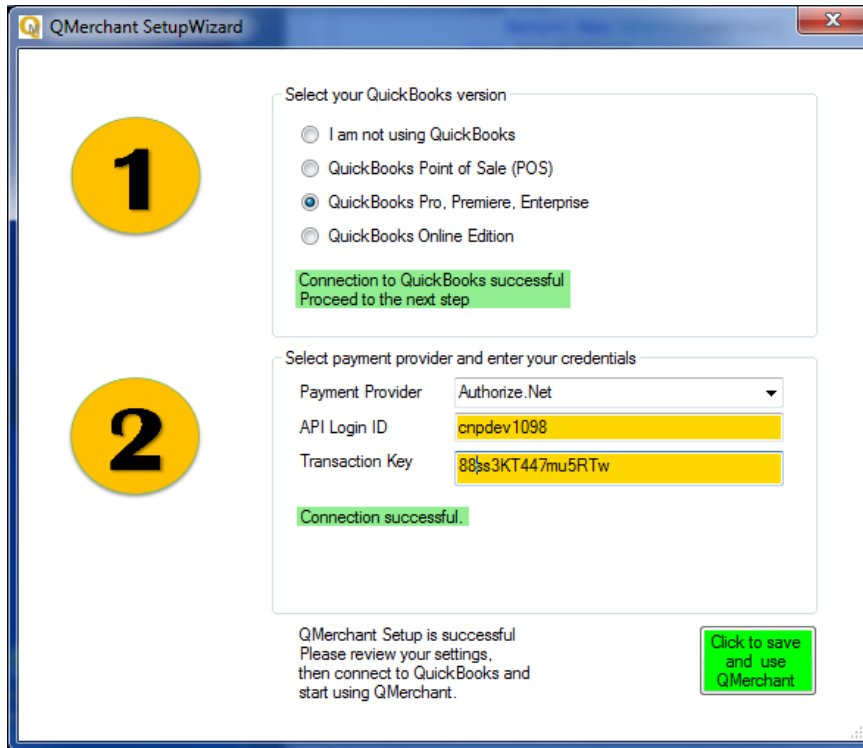 QM QMerchant SetupWizard
Select your QuickBooks version
1
I am not using QuickBooks
QuickBooks Point of Sale (POS)
QuickBooks Pro, Premiere, Enterprise
QuickBooks Online Edition
Connection to QuickBooks successful
Proceed to the next step
Select payment provider and enter your credentials
2
Payment Provider Authorize.Net
API Login ID cnpdev1098
Transaction Key 88ss3KT447mu5RTw
Connection successful.
QMerchant Setup is successful
Please review your settings,
then connect to QuickBooks and
start using QMerchant.
Click to save
and use
QMerchant